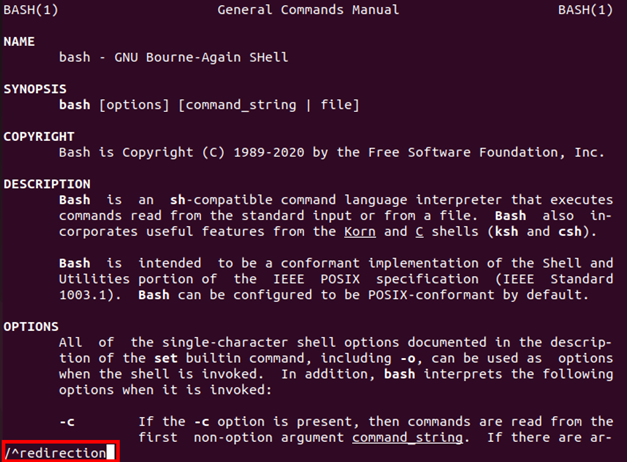 BASH(1) General Commands Manual BASH(1)
NAME
bash - GNU Bourne-Again SHell
SYNOPSIS
bash [options] [command_string | file]
COPYRIGHT
Bash is Copyright (C) 1989-2020 by the Free Software Foundation, Inc.
DESCRIPTION
Bash is an sh-compatible command language interpreter that executes
commands read from the standard input or from a file. Bash also in-
corporates useful features from the Korn and C shells (ksh and csh).
Bash is intended to be a conformant implementation of the Shell and
Utilities portion of the IEEE POSIX specification (IEEE Standard
1003.1). Bash can be configured to be POSIX-conformant by default.
OPTIONS
All of the single-character shell options documented in the descrip-
tion of the set builtin command, including -o, can be used as options
when the shell is invoked. In addition, bash interprets the following
options when it is invoked:
-c If the -c option is present, then commands are read from the
first non-option argument command_string. If there are ar-
/^redirection